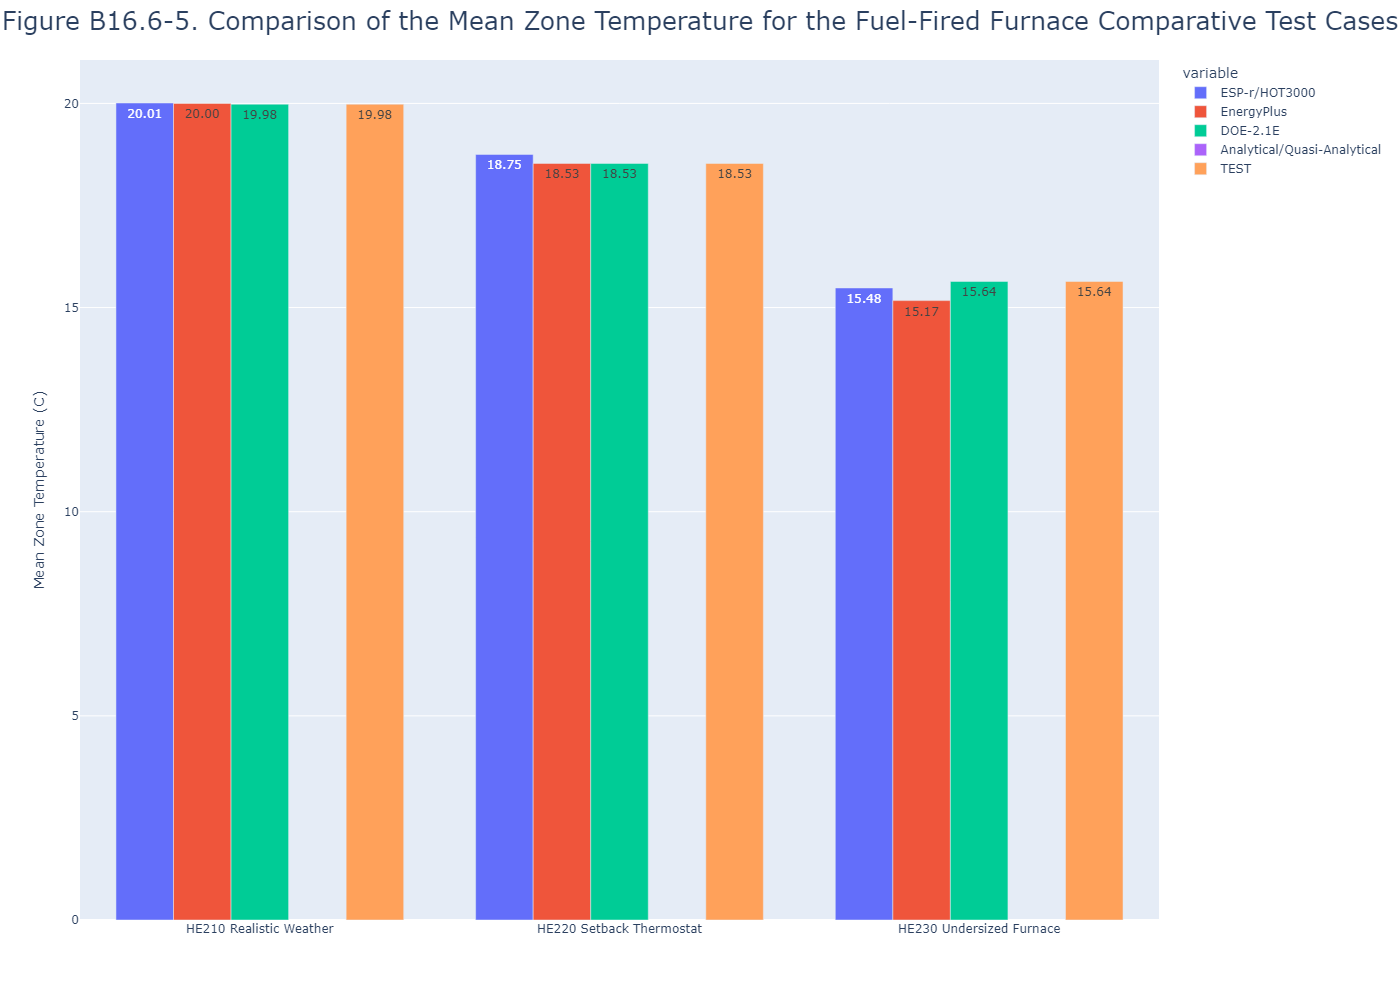 Figure B16.6-5. Comparison of the Mean Zone Temperature for the Fuel-Fired Furnace Comparative Test Cases
variable
ESP-r/HOT3000
EnergyPlus
DOE-2.1E
Analytical/Quasi-Analytical
TEST
Mean Zone Temperature (C)
20
15
10
5
0
20.01
20.00
19.98
19.98
18.75
18.53
18.53
18.53
15.48
15.17
15.64
15.64
HE210 Realistic Weather
HE220 Setback Thermostat
HE230 Undersized Furnace